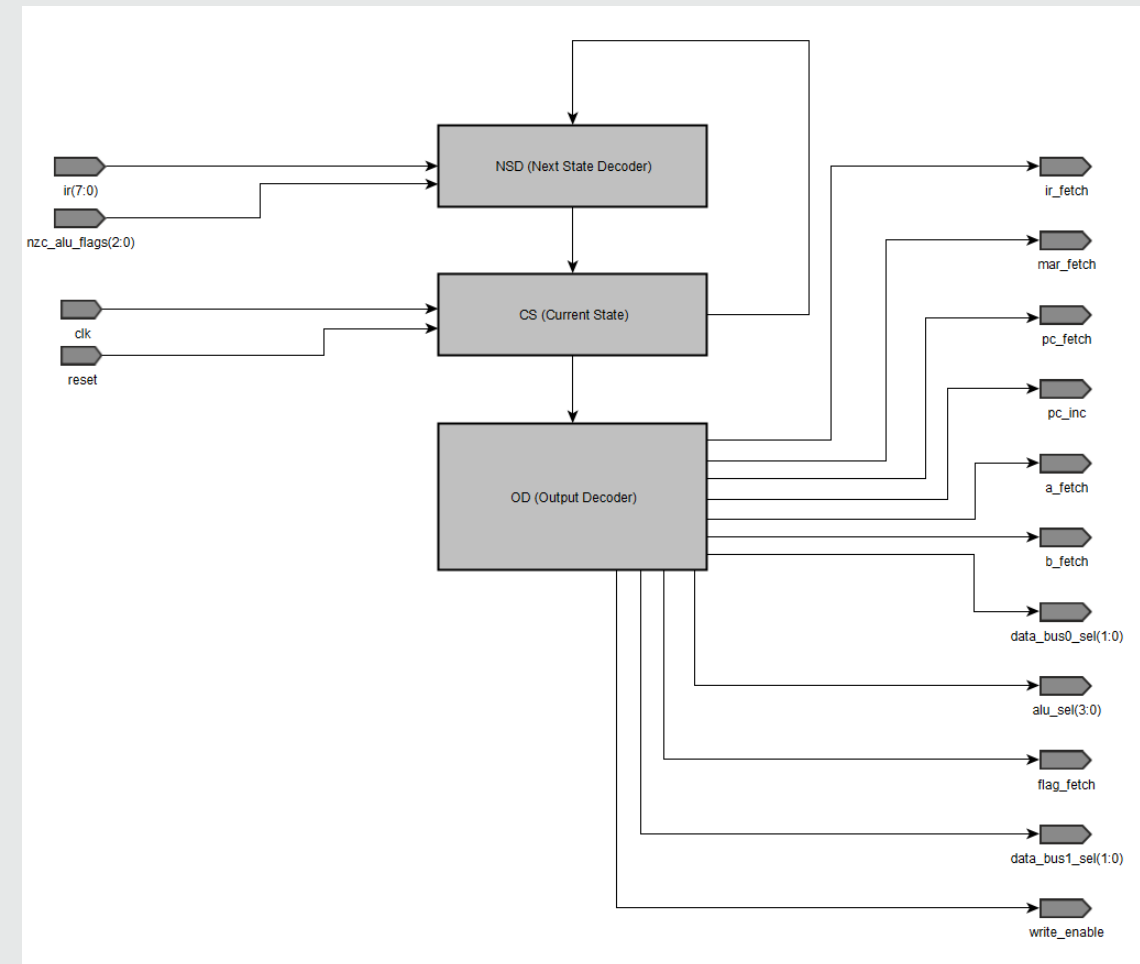 NSD (Next State Decoder)
ir(7:0)
nzc_alu_flags(2:0)
CS (Current State)
clk
reset
OD (Output Decoder)
ir_fetch
mar_fetch
pc_fetch
pc_inc
a_fetch
b_fetch
data_bus0_sel(1:0)
alu_sel(3:0)
flag_fetch
data_bus1_sel(1:0)
write_enable